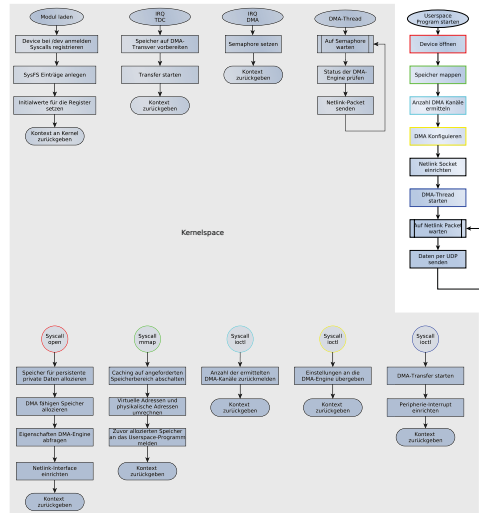 Modul laden
Device bei /dev anmelden
Syscalls registrieren
SysFS Einträge anlegen
Initialwerte für die Register
setzen
Kontext an Kernel
zurückgeben
IRQ
TDC
Speicher auf DMA-
Transver vorbereiten
Transfer starten
Kontext
zurückgeben
IRQ
DMA
Semaphore setzen
Kontext
zurückgeben
DMA-Thread
Auf Semaphore
warten
Status der DMA-
Engine prüfen
Netlink-Packet
senden
Userspace
Program starten
Device öffnen
Speicher mappen
Anzahl DMA Kanäle
ermitteln
DMA Konfiguieren
Netlink Socket
einrichten
DMA-Thread
starten
Auf Netlink Packet
warten
Daten per UDP
senden
Kernelspace
Syscall
open
Speicher für persistente
private Daten allozieren
DMA fähigen Speicher
allozieren
Eigenschaften DMA-Engine
abfragen
Netlink-Interface
einrichten
Kontext
zurückgeben
Syscall
mmap
Caching auf angeforderten
Speicherbereich abschalten
Virtuelle Adressen und
physikalische Adressen
umrechnen
Zuvor allozierten Speicher
an das Userspace-Programm
melden
Kontext
zurückgeben
Syscall
ioctl
Anzahl der ermittelten
DMA-Kanäle zurückmelden
Kontext
zurückgeben
Syscall
ioctl
Einstellungen an die
DMA-Engine übergeben
Kontext
zurückgeben
Syscall
ioctl
DMA-Transfer starten
Peripherie-Interrupt
einrichten
Kontext
zurückgeben